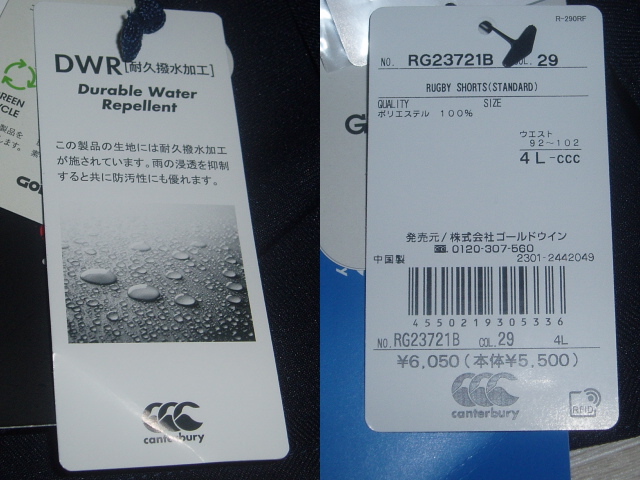 DWR[耐久撥水加工]
Durable Water
Repellent
この製品の生地には耐久撥水加工
が施されています。雨の浸透を抑制
すると共に防汚性にも優れます。
canterbury
R-290RF
NO. RG23721B COL. 29
RUGBY SHORTS(STANDARD)
QUALITY SIZE
ポリエステル 100%
ウエスト
92~102
4L-CCC
発売元/株式会社ゴールドウイン
0120-307-560
中国製 2301-2442049
4550219305336
NO. RG23721B COL. 29 4L
¥6,050(本体¥5,500)
canterbury
RFID